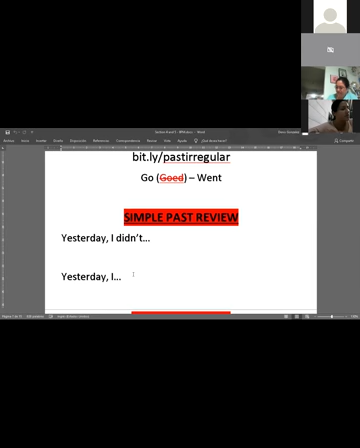 bit.ly/pastirregular
Go (Goed) – Went
SIMPLE PAST REVIEW
Yesterday, I didn't...
Yesterday, I...